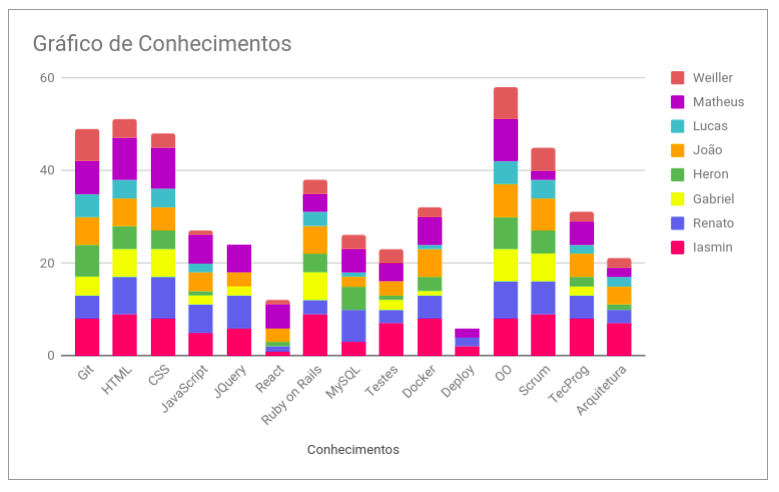 Gráfico de Conhecimentos
60
40
20
0
Git
HTML
CSS
JavaScript
JQuery
React
Ruby on Rails
MySQL
Testes
Docker
Deploy
OO
Scrum
TecProg
Arquitetura
Conhecimentos
Weiller
Matheus
Lucas
João
Heron
Gabriel
Renato
Iasmin